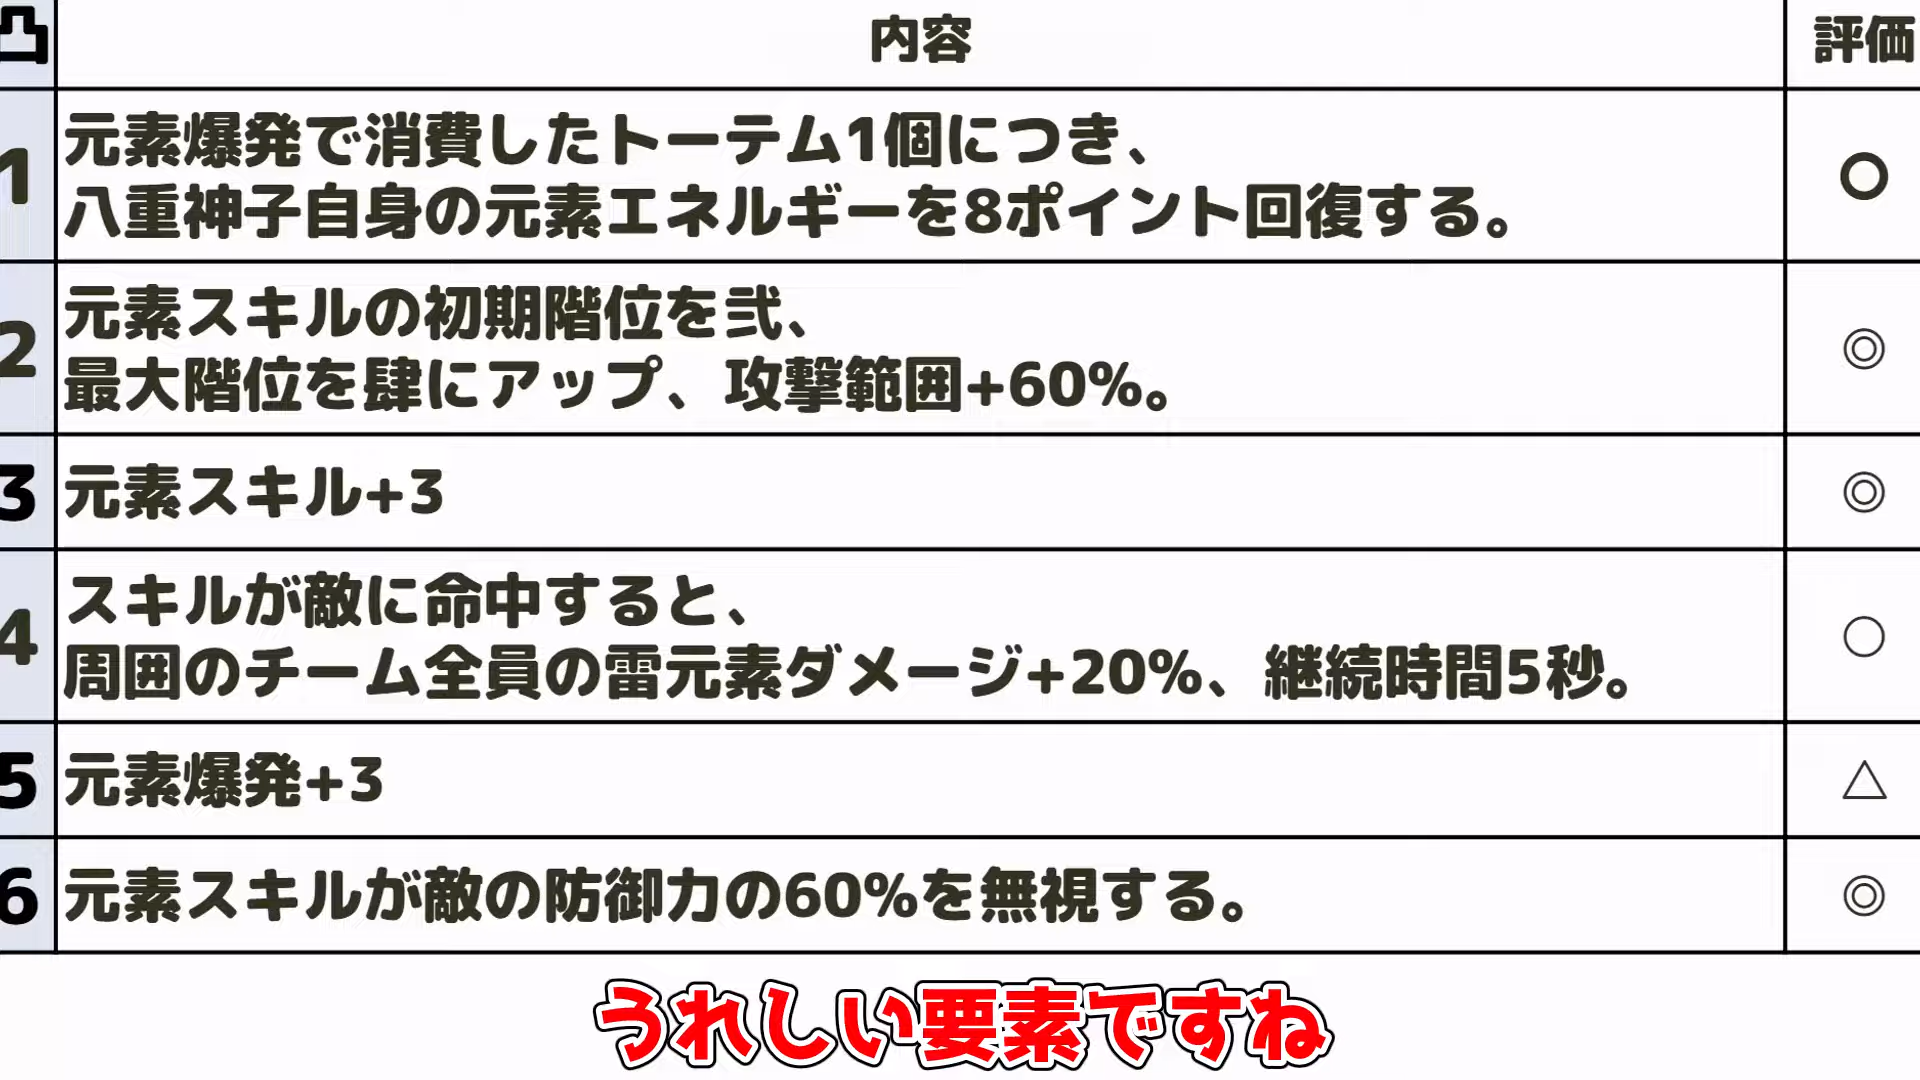 凸 内容 評価
1 元素爆発で消費したトーテム1個につき、
八重神子自身の元素エネルギーを8ポイント回復する。 ○
2 元素スキルの初期階位を弐、
最大階位を肆にアップ、攻撃範囲+60%。 ◎
3 元素スキル+3 ◎
4 スキルが敵に命中すると、
周囲のチーム全員の雷元素ダメージ+20%、継続時間5秒。 ○
5 元素爆発+3 △
6 元素スキルが敵の防御力の60%を無視する。 ◎
うれしい要素ですね